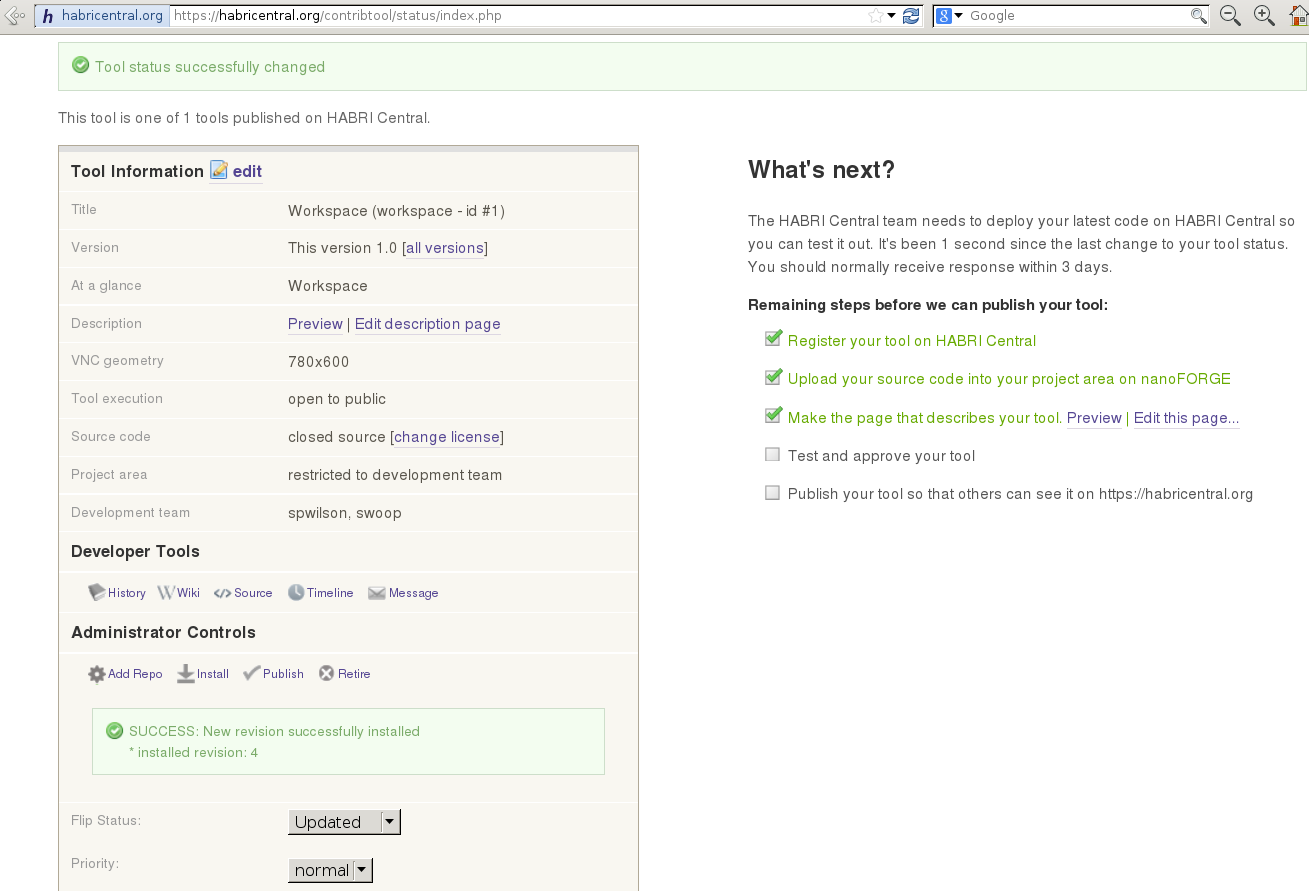 habricentral.org https://habricentral.org/contribtool/status/index.php Google
Tool status successfully changed
This tool is one of 1 tools published on HABRI Central.
Tool Information edit
Title Workspace (workspace - id #1)
Version This version 1.0 [all versions]
At a glance Workspace
Description Preview | Edit description page
VNC geometry 780x600
Tool execution open to public
Source code closed source [change license]
Project area restricted to development team
Development team spwilson, swoop
Developer Tools
History Wiki Source Timeline Message
Administrator Controls
Add Repo Install Publish Retire
SUCCESS: New revision successfully installed
* installed revision: 4
Flip Status: Updated
Priority: normal
What's next?
The HABRI Central team needs to deploy your latest code on HABRI Central so
you can test it out. It's been 1 second since the last change to your tool status.
You should normally receive response within 3 days.
Remaining steps before we can publish your tool:
Register your tool on HABRI Central
Upload your source code into your project area on nanoFORGE
Make the page that describes your tool. Preview | Edit this page...
Test and approve your tool
Publish your tool so that others can see it on https://habricentral.org